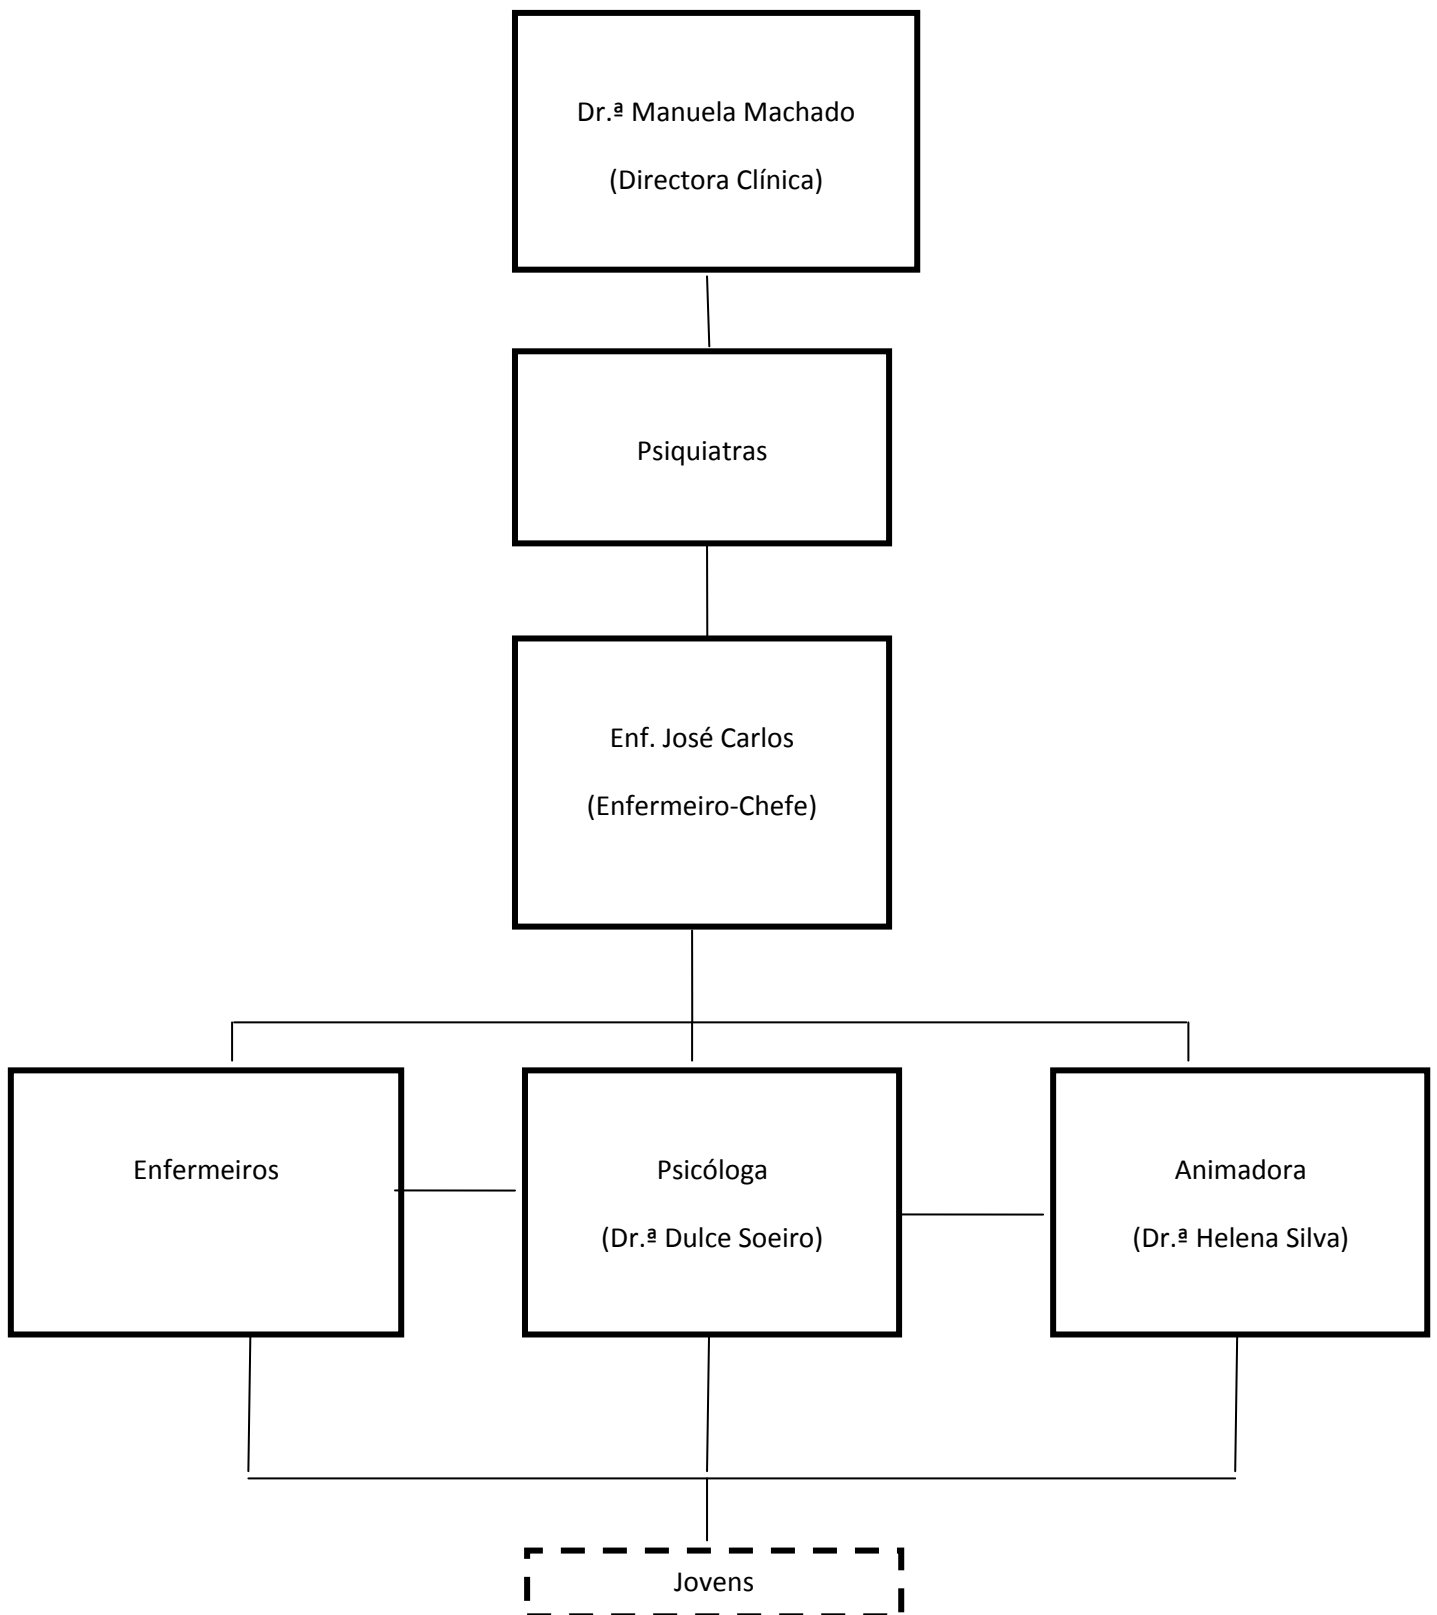 Dr.ª Manuela Machado
(Directora Clínica)
Psiquiatras
Enf. José Carlos
(Enfermeiro-Chefe)
Enfermeiros
Psicóloga
(Dr.ª Dulce Soeiro)
Animadora
(Dr.ª Helena Silva)
Jovens